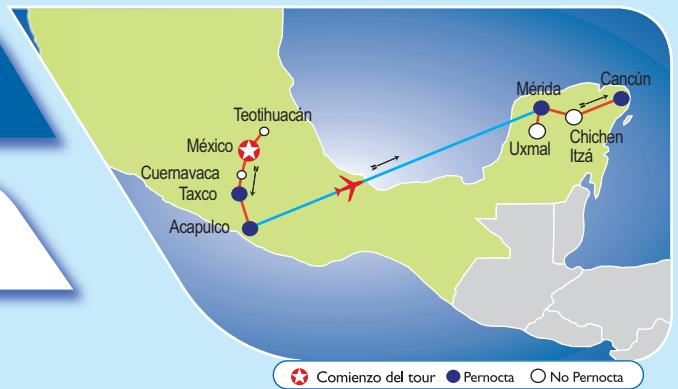 Cancún
Mérida
Teotihuacán
México
Uxmal
Chichen
Itzá
Cuernavaca
Taxco
Acapulco
Comienzo del tour Pernocta No Pernocta